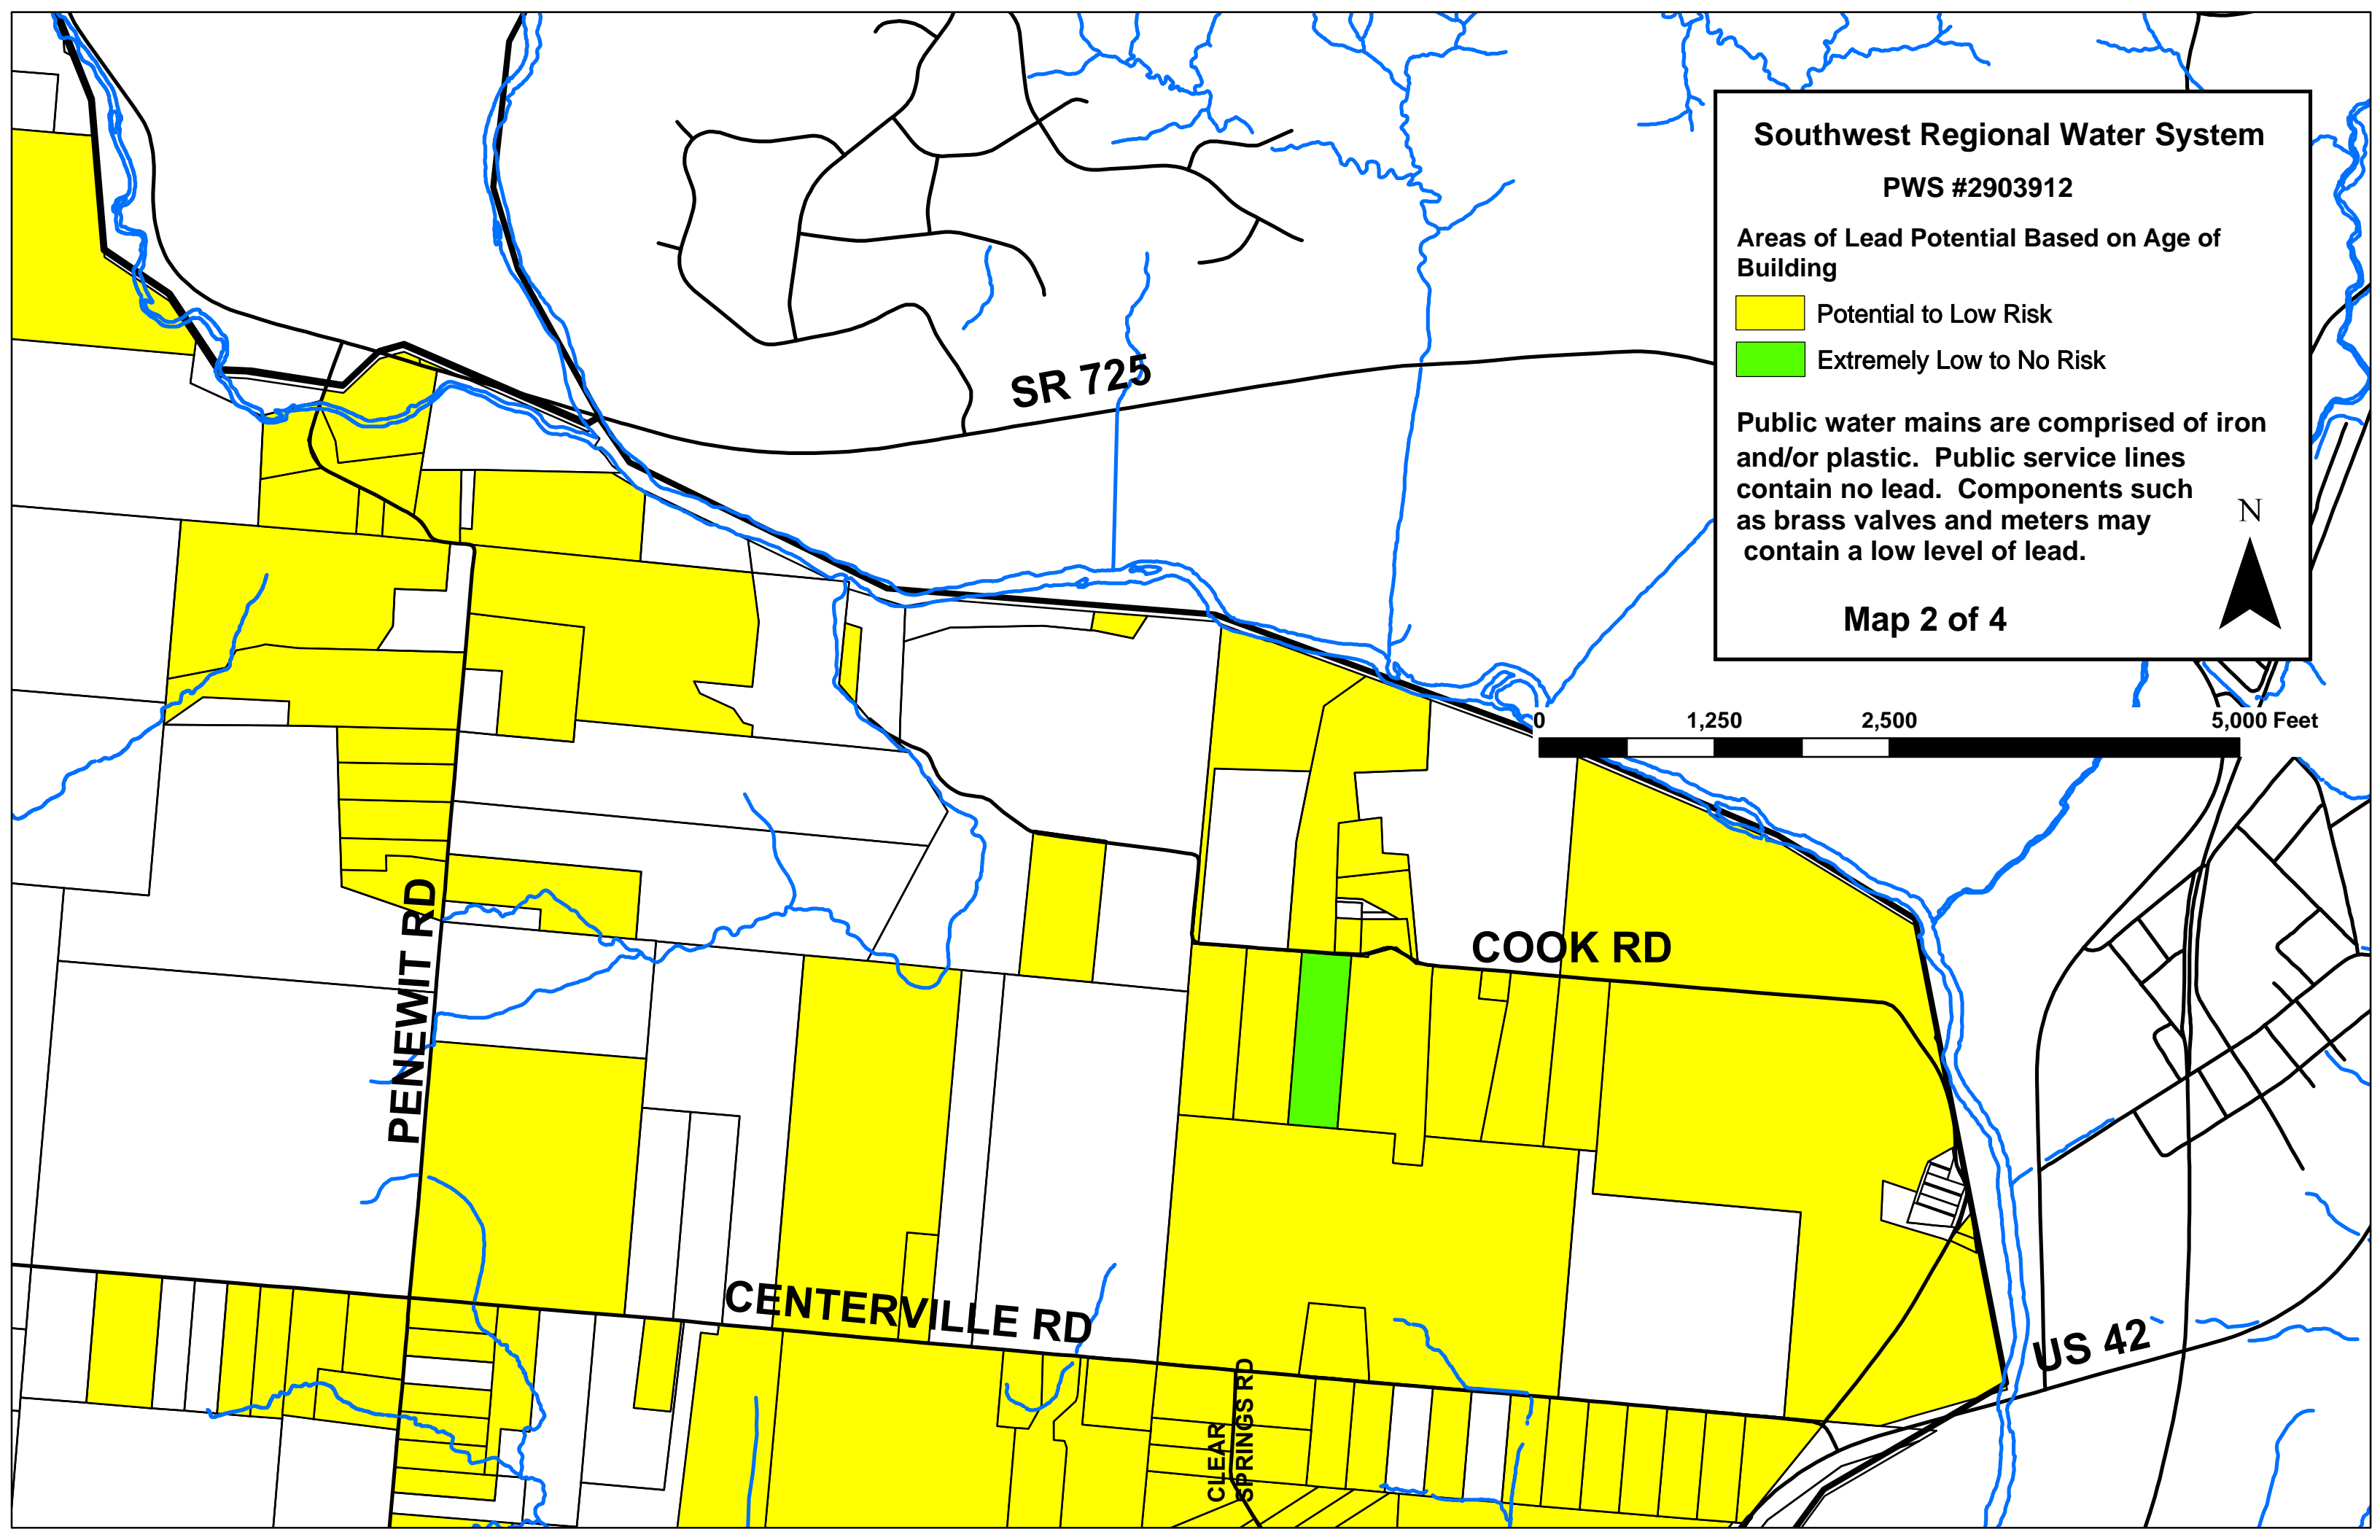 Southwest Regional Water System
PWS #2903912
Areas of Lead Potential Based on Age of
Building
Potential to Low Risk
Extremely Low to No Risk
Public water mains are comprised of iron
and/or plastic.  Public service lines
contain no lead.  Components such
as brass valves and meters may
contain a low level of lead.
N
Map 2 of 4
SR 725
0 1,250 2,500 5,000 Feet
COOK RD
PENEWIT RD
CENTERVILLE RD
US 42
CLEAR
SPRINGS RD